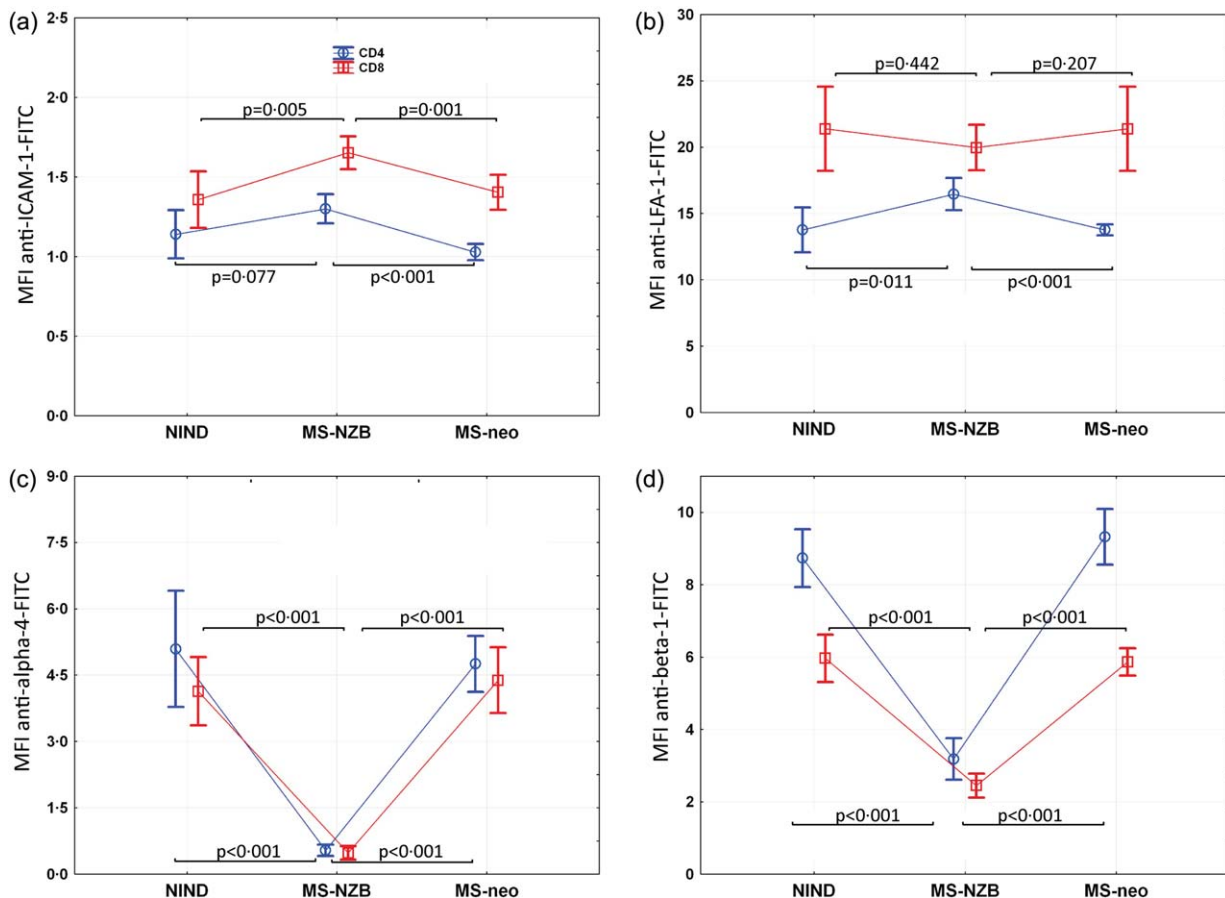 (a)
MFI anti-ICAM-1-FITC
2·5
2·0
1·5
1·0
0·5
0·0
CD4
CD8
p=0·005
p=0·001
p=0·077
p<0·001
NIND
MS-NZB
MS-neo
(b)
MFI anti-LFA-1-FITC
30
25
20
15
10
5
0
p=0·442
p=0·207
p=0·011
p<0·001
NIND
MS-NZB
MS-neo
(c)
MFI anti-alpha-4-FITC
9·0
7·5
6·0
4·5
3·0
1·5
0·0
p<0·001
p<0·001
p<0·001
p<0·001
NIND
MS-NZB
MS-neo
(d)
MFI anti-beta-1-FITC
10
8
6
4
2
0
p<0·001
p<0·001
p<0·001
p<0·001
NIND
MS-NZB
MS-neo